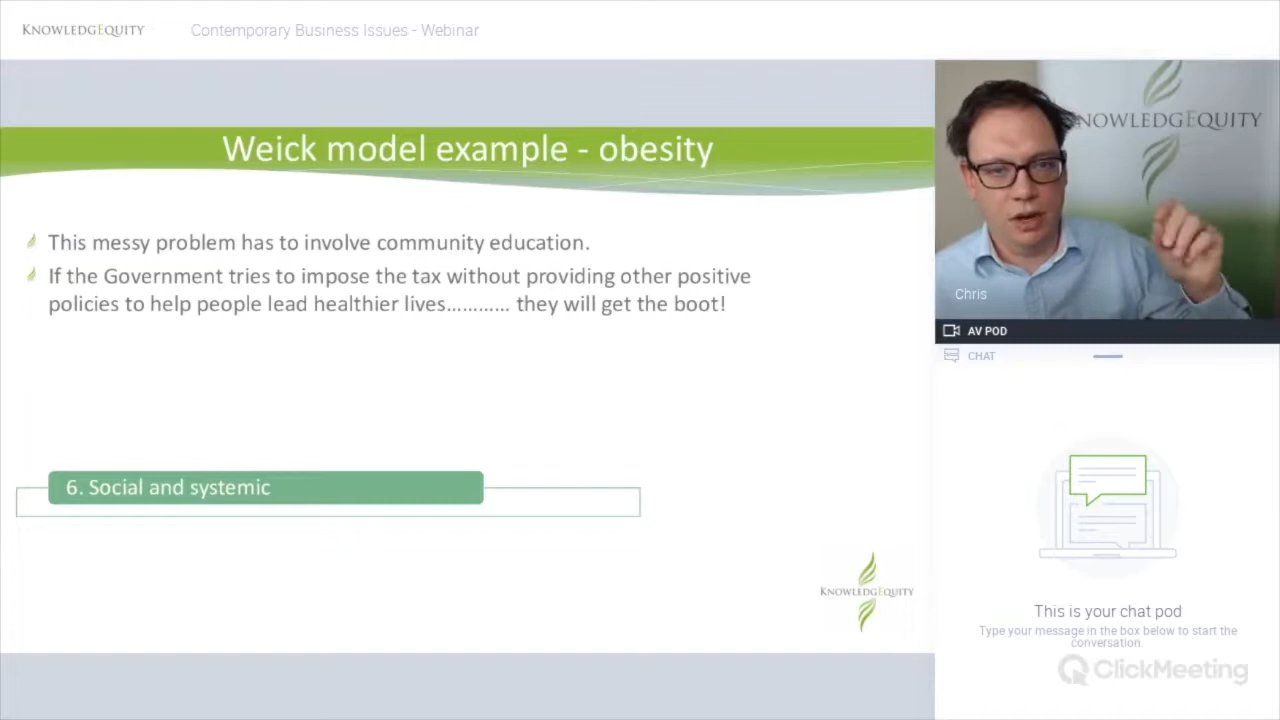 KNOWLEDGEQUITY
Contemporary Business Issues - Webinar
Weick model example - obesity
This messy problem has to involve community education.
If the Government tries to impose the tax without providing other positive
policies to help people lead healthier lives………… they will get the boot!
6. Social and systemic
KNOWLEDGEQUITY
NOWLEDGEQUITY
Chris
AV POD
CHAT
This is your chat pod
Type your message in the box below to start the
conversation.
ClickMeeting